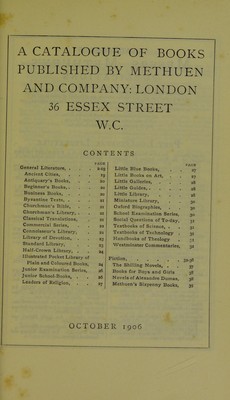 A CATALOGUE OF BOOKS
PUBLISHED BY METHUEN
AND COMPANY: LONDON
36 ESSEX STREET
W.C.
CONTENTS
PAGE
General Literature,
Ancient Cities,
Antiquary's Books,
Beginner's Books,
Business Books,
Byzantine Texts,
Churchman's Bible,
Churchman's Library,
Classical Translations,
Commercial Series,
Connoisseur's Library,
Library of Devotion,
Standard Library,
Half-Crown Library,
Illustrated Pocket Library of
Plain and Coloured Books,
Junior Examination Series,
Junior School-Books,
Leaders of Religion,
PAGE
Little Blue Books,
Little Books on Art,
Little Galleries,
Little Guides,
Little Library,
Miniature Library,
Oxford Biographies,
School Examination Series,
Social Questions of To-day,
Textbooks of Science,
Textbooks of Technology
Handbooks of Theology
Westminster Commentaries,
Fiction,
The Shilling Novels,
Books for Boys and Girls
Novels of Alexandre Dumas,
Methuen's Sixpenny Books,
OCTOBER 1906